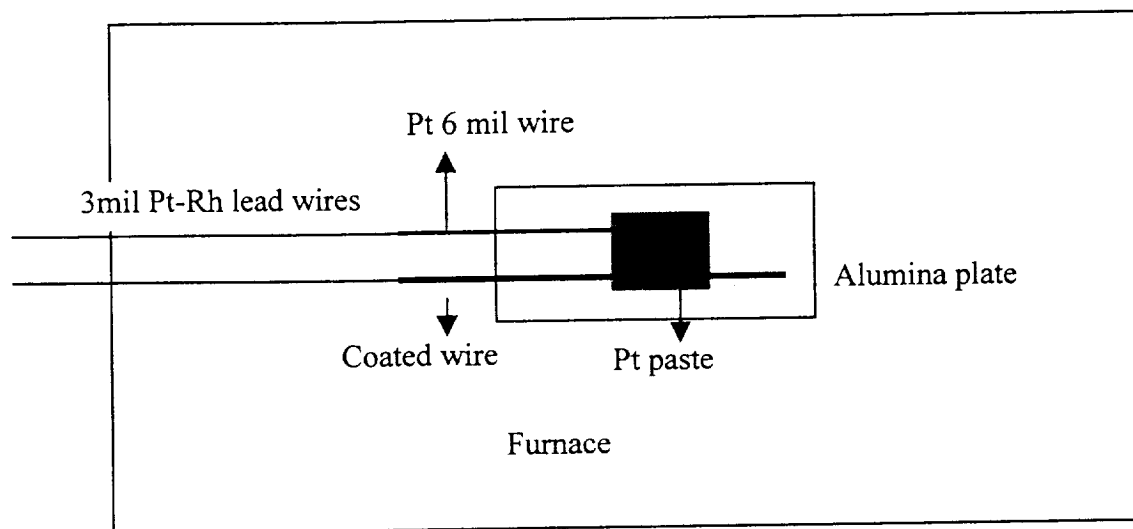 Pt 6 mil wire
3mil Pt-Rh lead wires
Alumina plate
Coated wire
Pt paste
Furnace